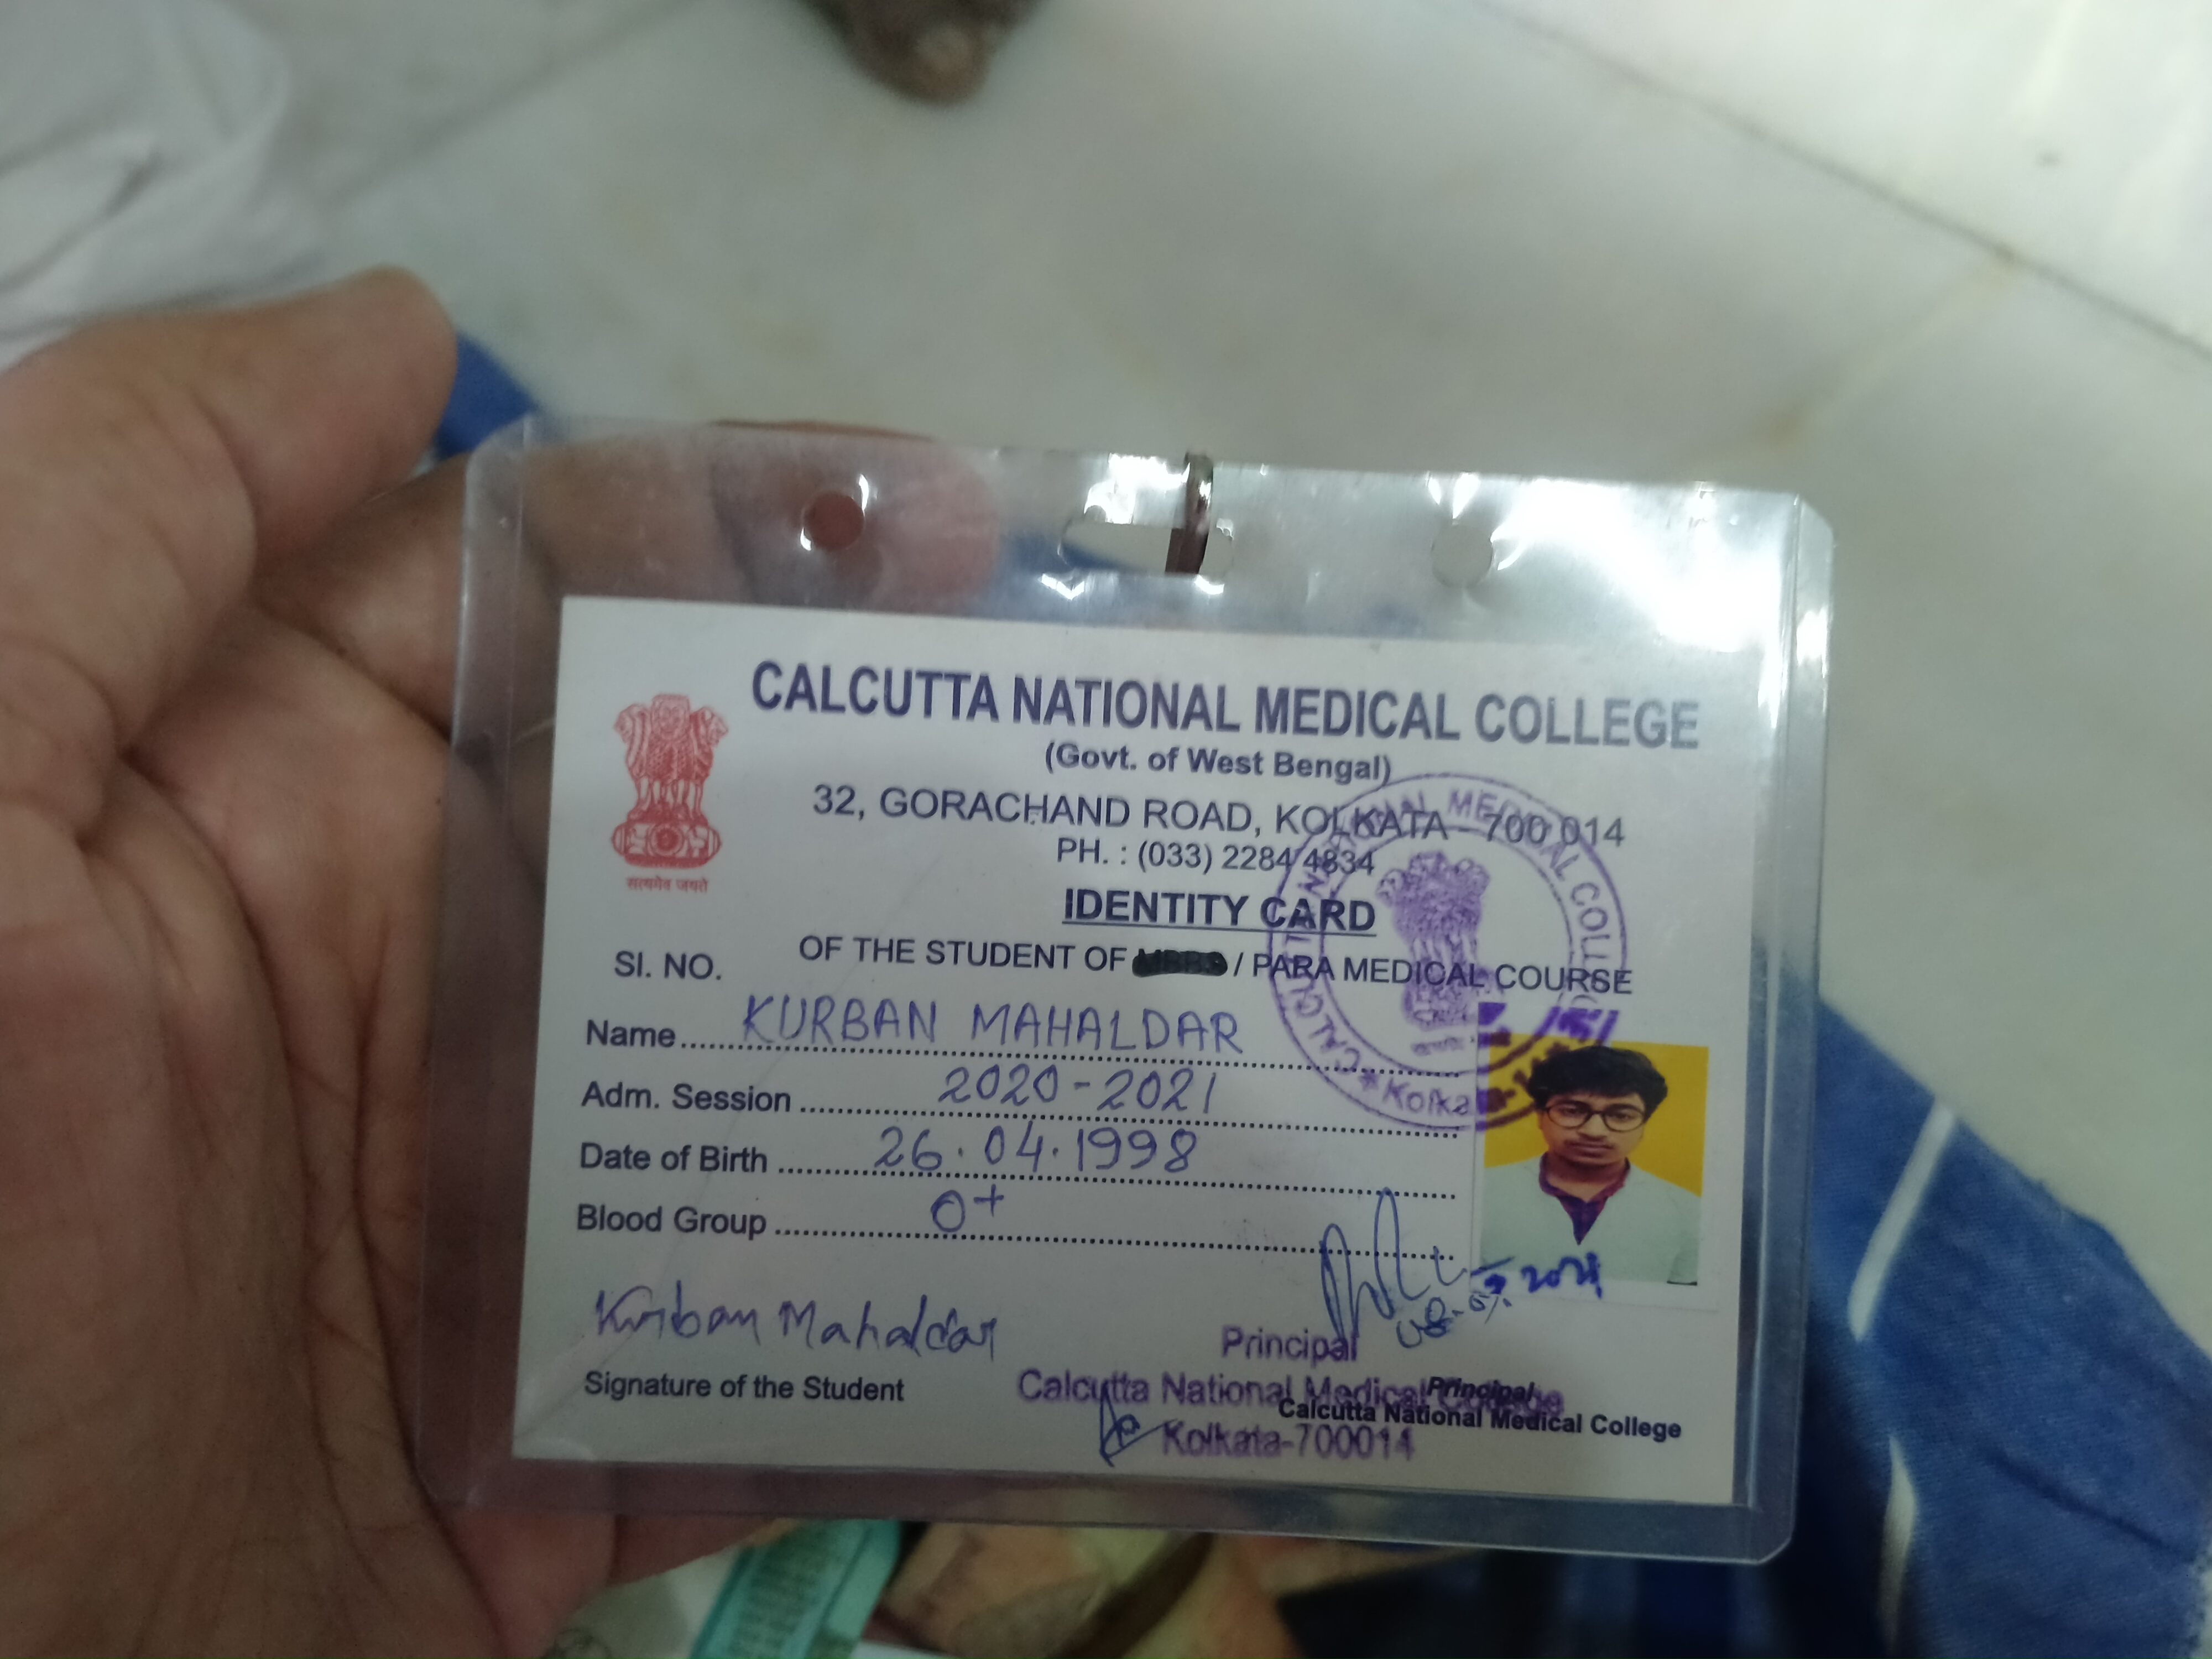 CALCUTTA NATIONAL MEDICAL COLLEGE
(Govt. of West Bengal)
32, GORACHAND ROAD, KOLKATA - 700 014
PH. : (033) 2284 4834
सत्यमेव जयते
IDENTITY CARD
SI. NO. OF THE STUDENT OF / PARA MEDICAL COURSE
Name KURBAN MAHALDAR
Adm. Session 2020-2021
Date of Birth 26.04.1998
Blood Group O+
Kurban Mahaldar
Signature of the Student
Principal
Calcutta National Medical College
Kolkata-700014
Principal
Calcutta National Medical College